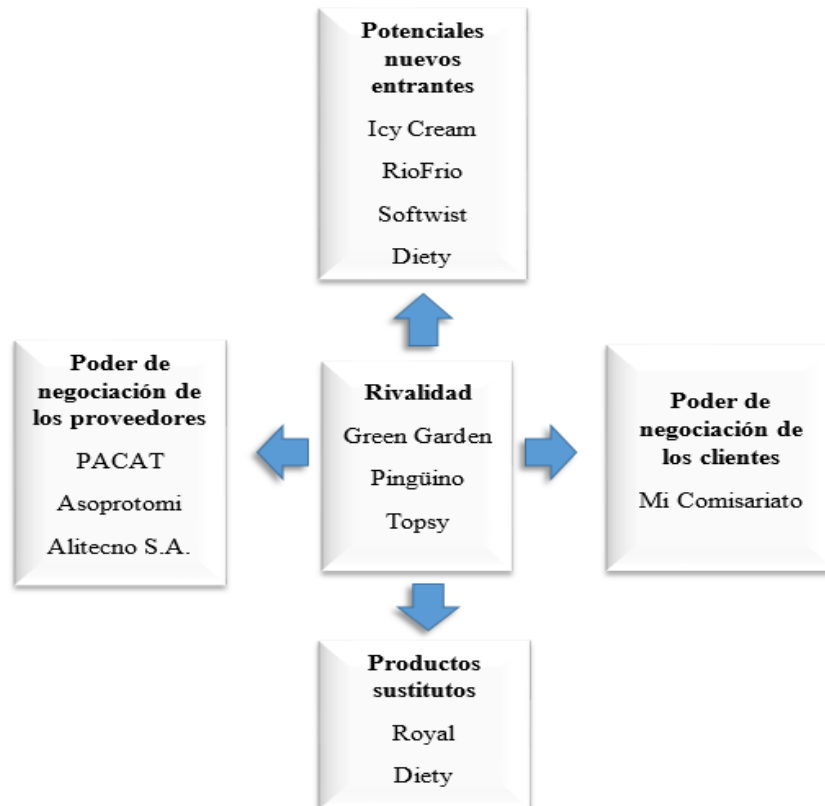 Potenciales
nuevos
entrantes
Icy Cream
RioFrio
Softwist
Diety
Poder de
negociación de
los proveedores
PACAT
Asoprotomi
Alitecno S.A.
Rivalidad
Green Garden
Pingüino
Topsy
Poder de
negociación de
los clientes
Mi Comisariato
Productos
sustitutos
Royal
Diety